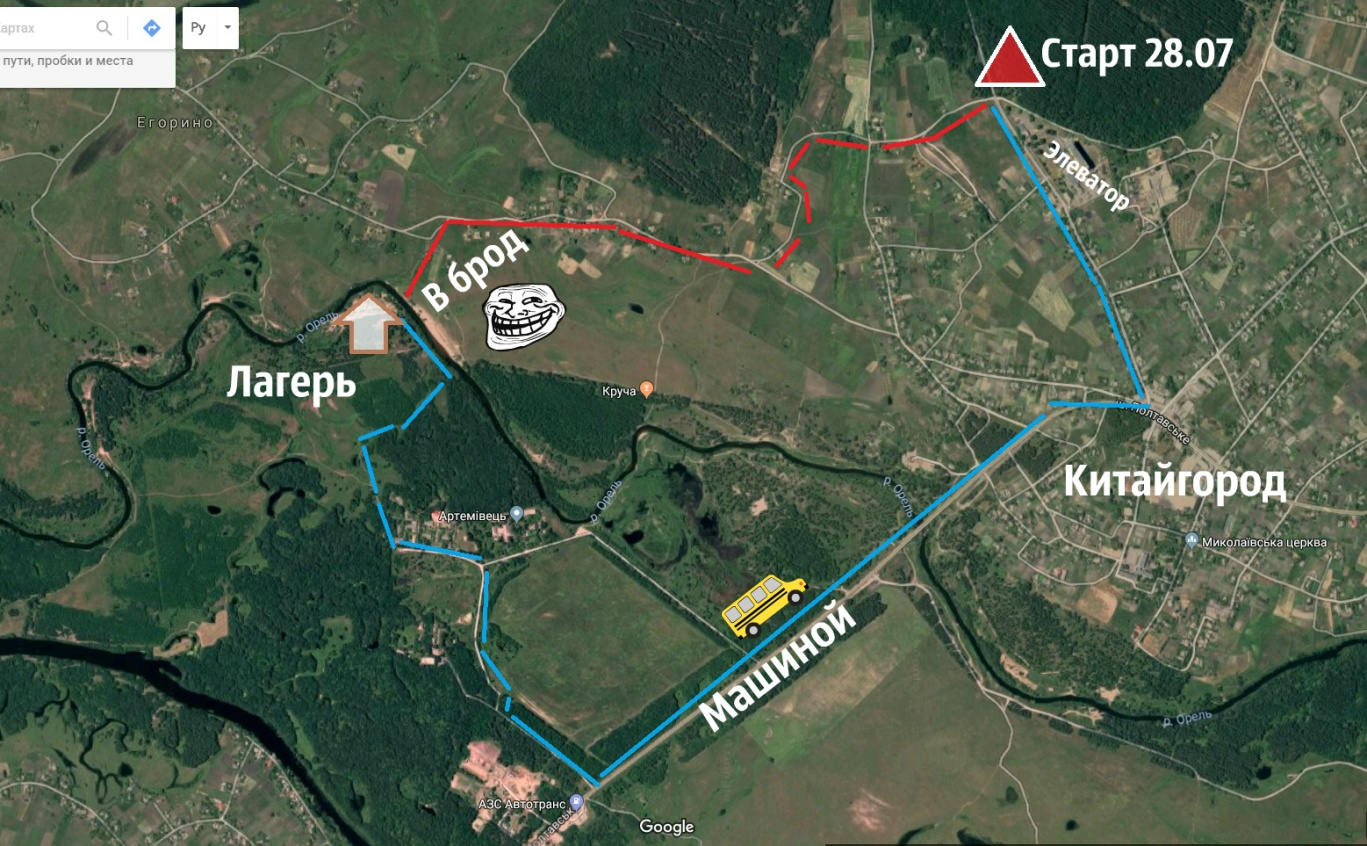 артах
Ру
пути, пробки и места
Старт 28.07
Егорино
Элеватор
В брод
р. Орель
Лагерь
Круча
Полтавське
р. Орель
Китайгород
р. Орель
р. Орель
Артемівець
Миколаївська церква
Машиной
р. Орель
АЗС Автотранс
Google